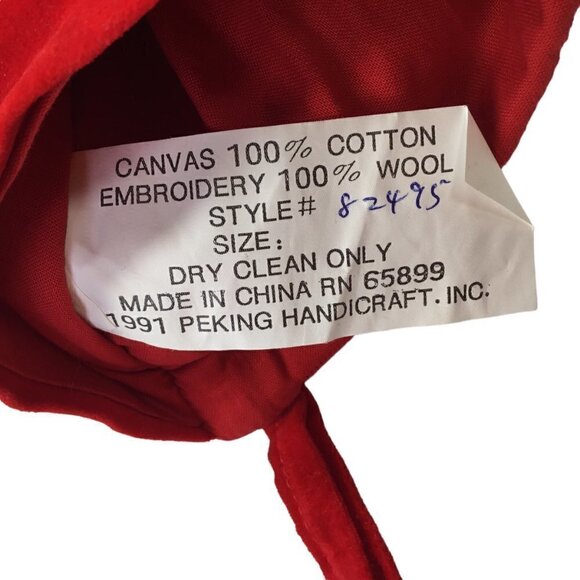 CANVAS 100% COTTON
EMBROIDERY 100% WOOL
STYLE# 82495
SIZE:
DRY CLEAN ONLY
MADE IN CHINA RN 65899
1991 PEKING HANDICRAFT. INC.